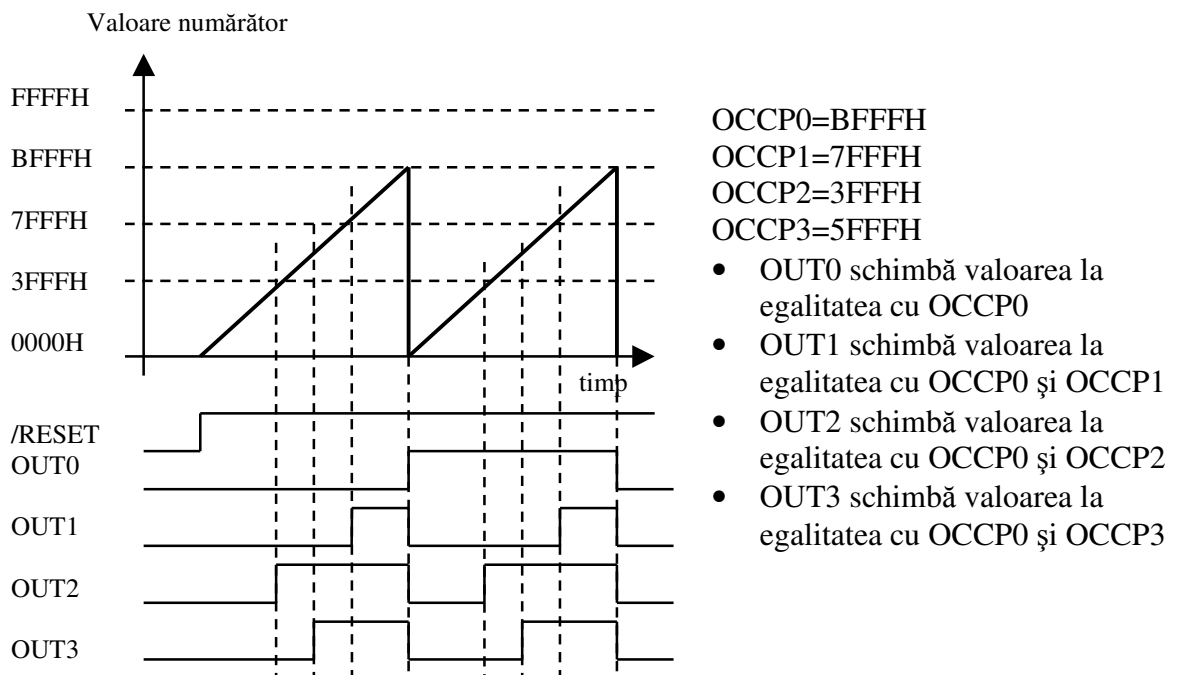 Valoare numărător
FFFFH
BFFFH
7FFFH
3FFFH
0000H
timp
/RESET
OUT0
OUT1
OUT2
OUT3
OCCP0=BFFFH
OCCP1=7FFFH
OCCP2=3FFFH
OCCP3=5FFFH
• OUT0 schimbă valoarea la
egalitatea cu OCCP0
• OUT1 schimbă valoarea la
egalitatea cu OCCP0 şi OCCP1
• OUT2 schimbă valoarea la
egalitatea cu OCCP0 şi OCCP2
• OUT3 schimbă valoarea la
egalitatea cu OCCP0 şi OCCP3